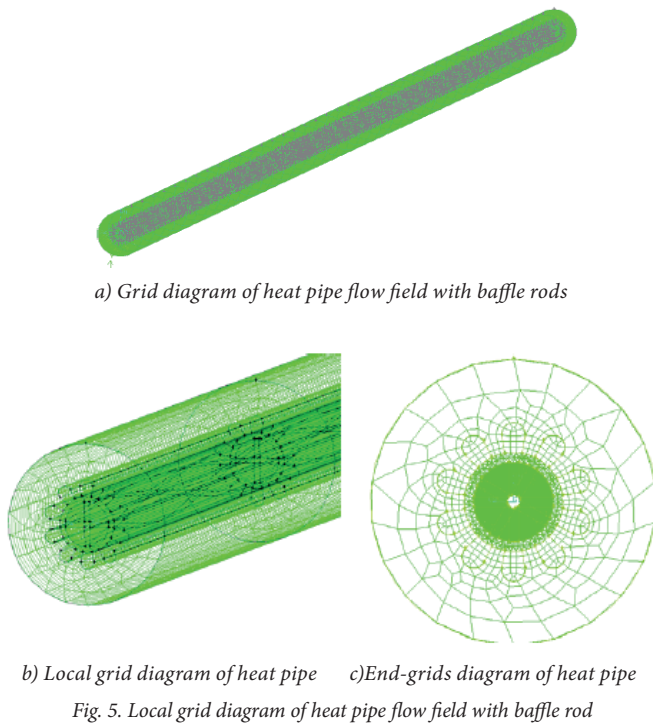 a) Grid diagram of heat pipe flow field with baffle rods
b) Local grid diagram of heat pipe c)End-grids diagram of heat pipe
Fig. 5. Local grid diagram of heat pipe flow field with baffle rod